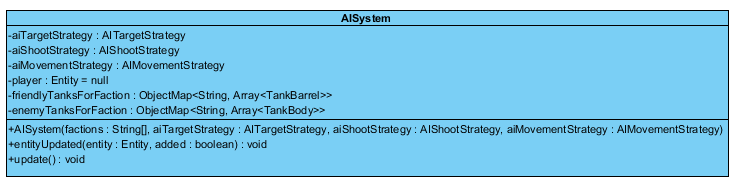 AISystem
-aiTargetStrategy : AITargetStrategy
-aiShootStrategy : AIShootStrategy
-aiMovementStrategy : AIMovementStrategy
-player : Entity = null
-friendlyTanksForFaction : ObjectMap<String, Array<TankBarrel>>
-enemyTanksForFaction : ObjectMap<String, Array<TankBody>>
+AISystem(factions : String[], aiTargetStrategy : AITargetStrategy, aiShootStrategy : AIShootStrategy, aiMovementStrategy : AIMovementStrategy)
+entityUpdated(entity : Entity, added : boolean) : void
+update() : void